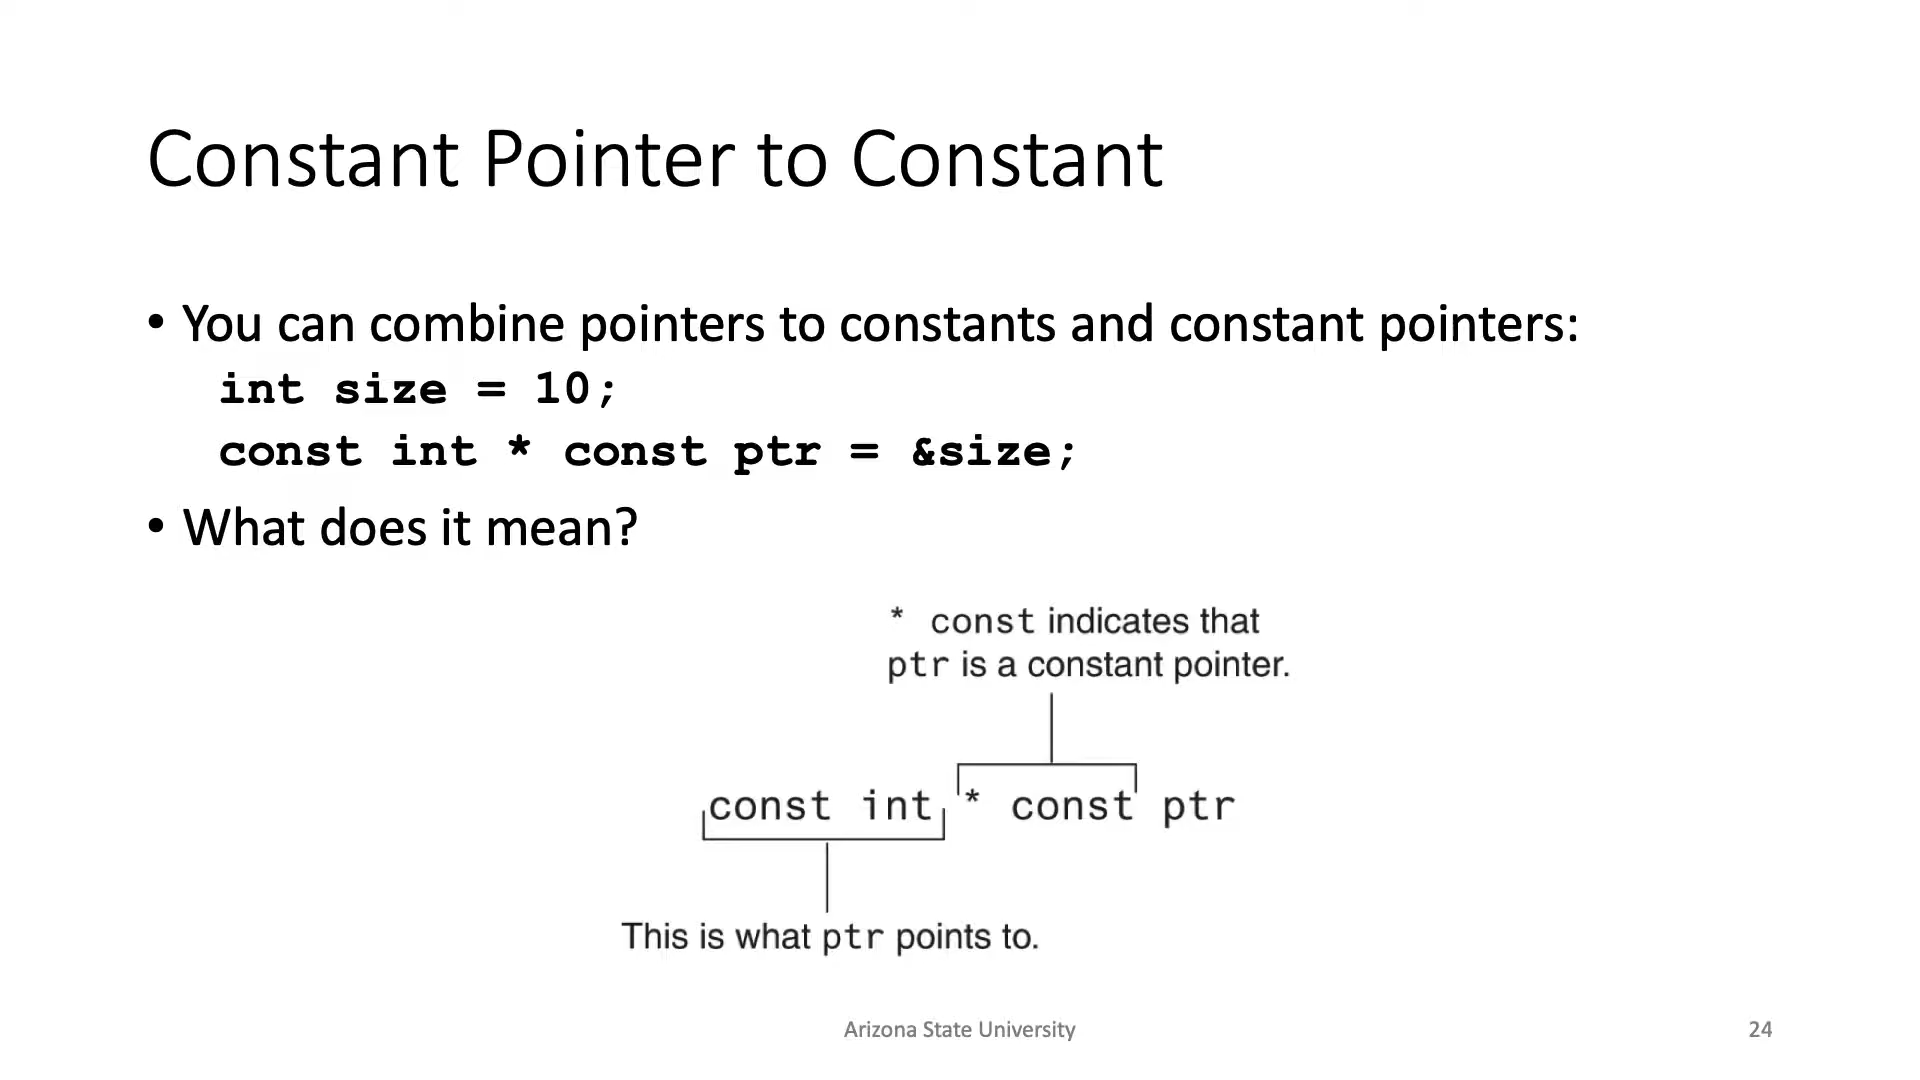 Constant Pointer to Constant
• You can combine pointers to constants and constant pointers:
int size = 10;
const int * const ptr = &size;
• What does it mean?
* const indicates that
ptr is a constant pointer.
const int * const ptr
This is what ptr points to.
Arizona State University
24